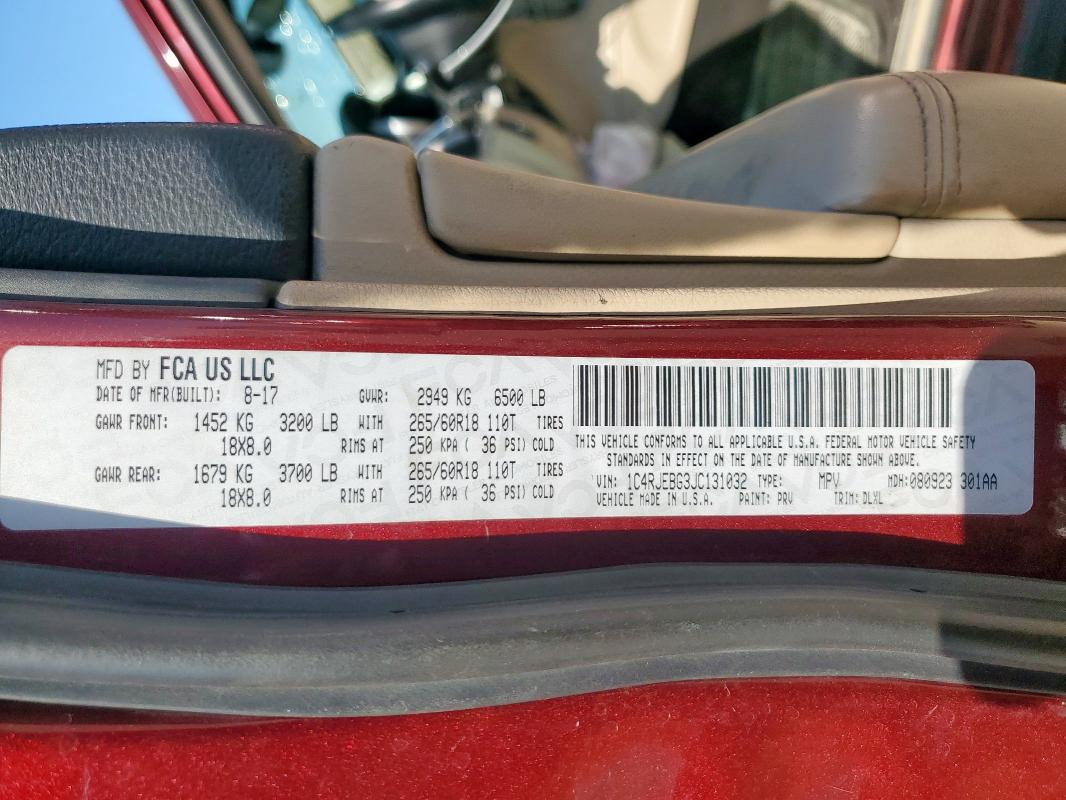 MFD BY FCA US LLC
DATE OF MFR(BUILT): 8-17 GVWR: 2949 KG 6500 LB
GAWR FRONT: 1452 KG 3200 LB WITH 265/60R18 110T TIRES
18X8.0 RIMS AT 250 KPA ( 36 PSI) COLD
GAWR REAR: 1679 KG 3700 LB WITH 265/60R18 110T TIRES
18X8.0 RIMS AT 250 KPA ( 36 PSI) COLD
THIS VEHICLE CONFORMS TO ALL APPLICABLE U.S.A. FEDERAL MOTOR VEHICLE SAFETY
STANDARDS IN EFFECT ON THE DATE OF MANUFACTURE SHOWN ABOVE.
VIN: 1C4RJEBG3JC131032 TYPE: MPV MDH:080923 301AA
VEHICLE MADE IN U.S.A. PAINT: PRV TRIM: DLXL